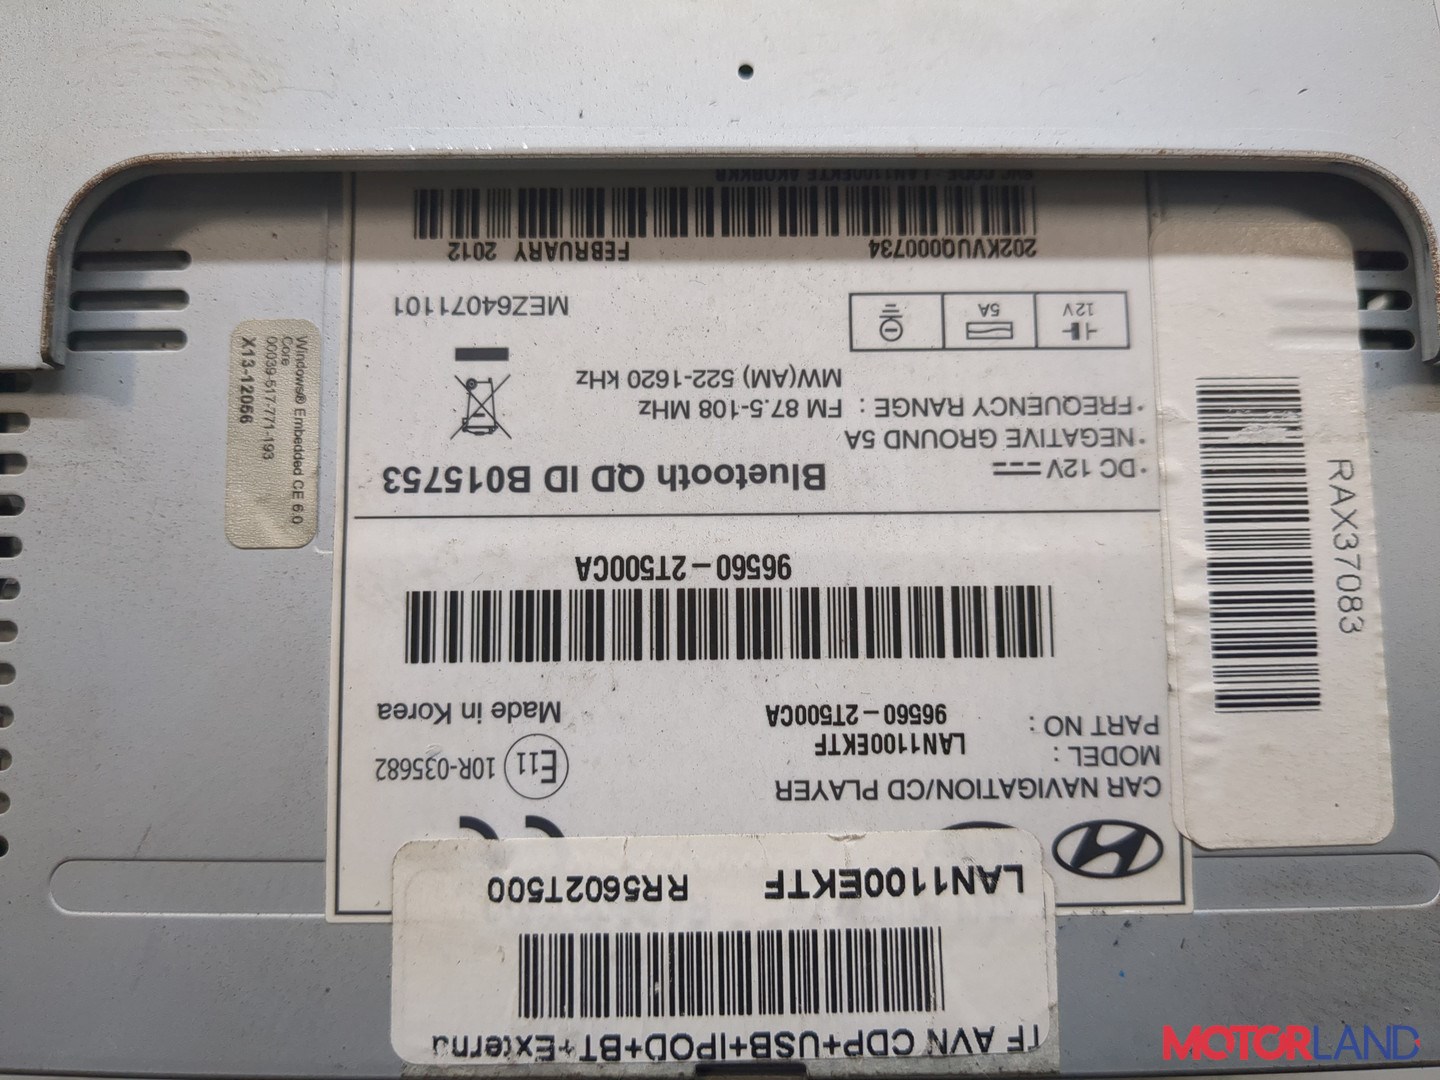 LAN1100EKTF RR5602T500
TF AVN CDP+USB+IPOD+BT+Externa
CAR NAVIGATION/CD PLAYER
MODEL :
LAN1100EKTF
PART NO :
96560-2T500CA
E11 10R-035682
Made in Korea
96560-2T500CA
• DC 12V
• NEGATIVE GROUND 5A
• FREQUENCY RANGE : FM 87.5-108 MHz
MW(AM) 522-1620 kHz
Bluetooth QD ID B015753
12V 5A
MEZ64071101
202KVUQ000734 FEBRUARY 2012
RAX37083
Windows® Embedded CE 6.0
Core
00039-517-771-193
X13-12056
MOTORLAND